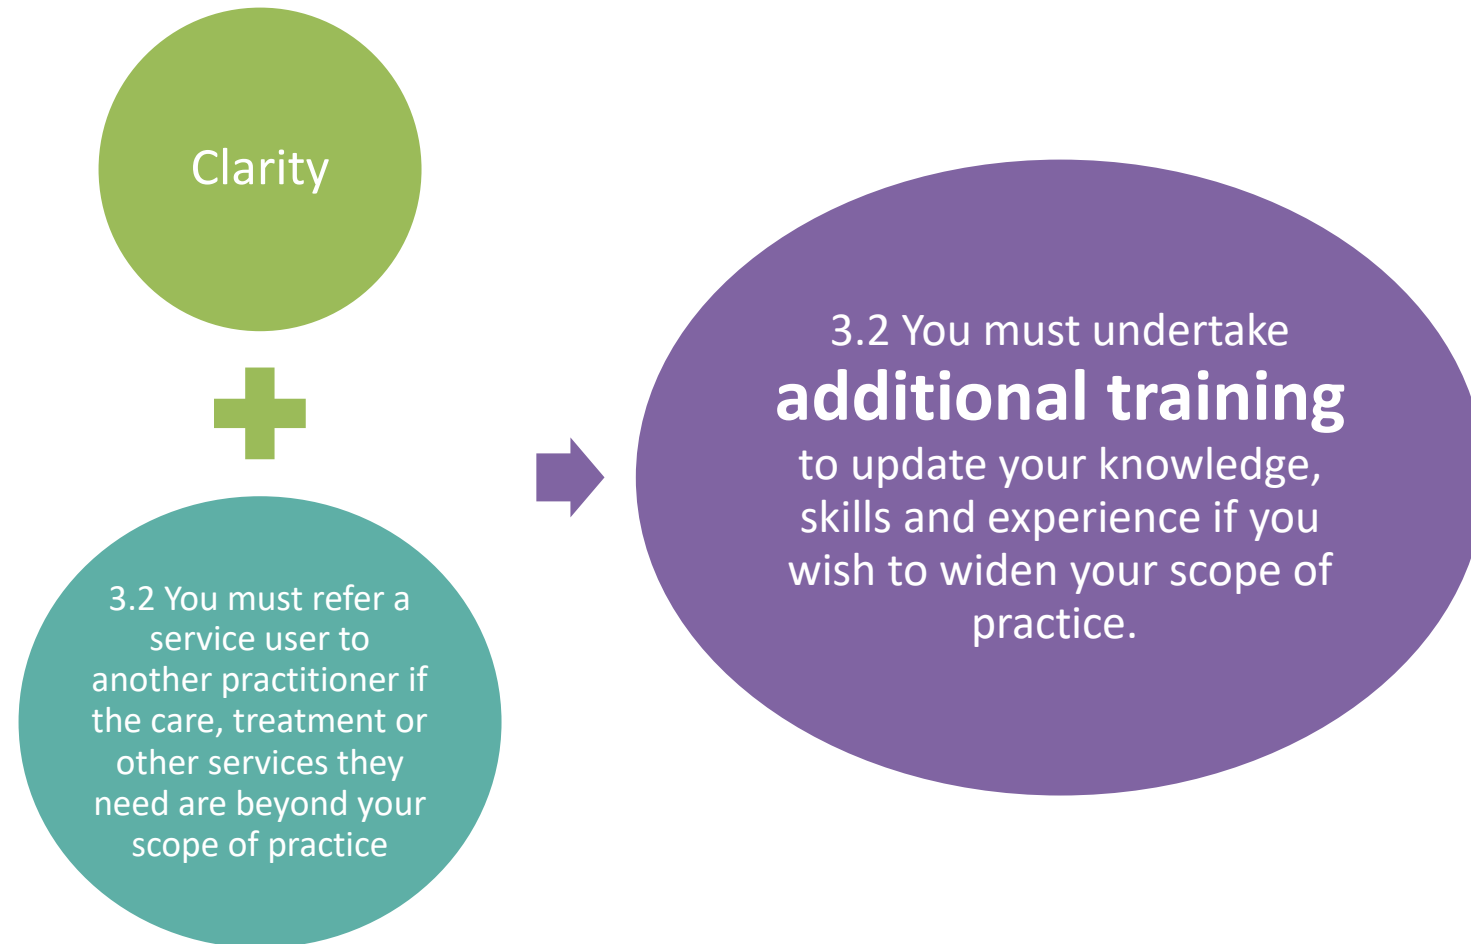 Clarity
3.2 You must refer a
service user to
another practitioner if
the care, treatment or
other services they
need are beyond your
scope of practice
3.2 You must undertake
additional training
to update your knowledge,
skills and experience if you
wish to widen your scope of
practice.